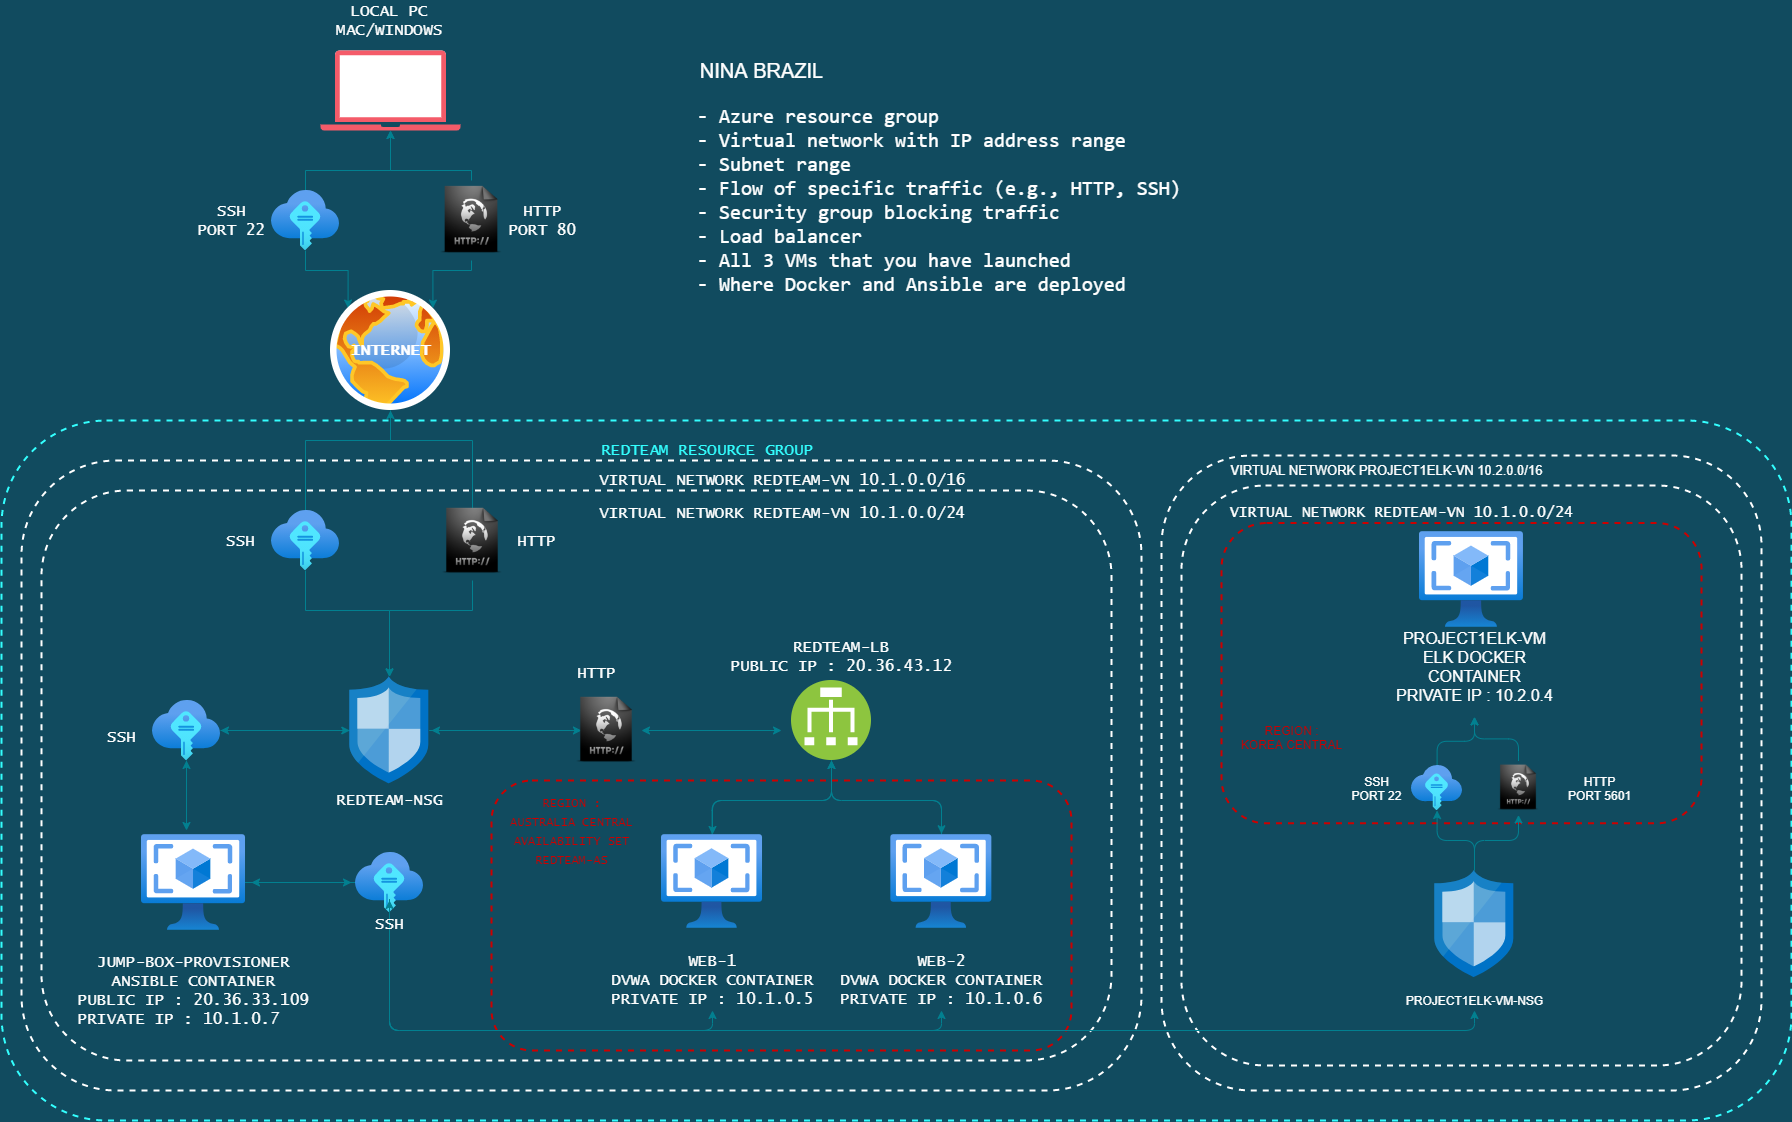 LOCAL PC
MAC/WINDOWS
NINA BRAZIL
- Azure resource group
- Virtual network with IP address range
- Subnet range
- Flow of specific traffic (e.g., HTTP, SSH)
- Security group blocking traffic
- Load balancer
- All 3 VMs that you have launched
- Where Docker and Ansible are deployed
SSH
PORT 22
HTTP://
HTTP
PORT 80
INTERNET
REDTEAM RESOURCE GROUP
VIRTUAL NETWORK REDTEAM-VN 10.1.0.0/16
VIRTUAL NETWORK REDTEAM-VN 10.1.0.0/24
SSH
HTTP://
HTTP
REDTEAM-LB
PUBLIC IP : 20.36.43.12
HTTP
HTTP://
SSH
REDTEAM-NSG
REGION :
AUSTRALIA CENTRAL
AVAILABILITY SET
REDTEAM-AS
SSH
JUMP-BOX-PROVISIONER
ANSIBLE CONTAINER
PUBLIC IP : 20.36.33.109
PRIVATE IP : 10.1.0.7
WEB-1
DVWA DOCKER CONTAINER
PRIVATE IP : 10.1.0.5
WEB-2
DVWA DOCKER CONTAINER
PRIVATE IP : 10.1.0.6
VIRTUAL NETWORK PROJECT1ELK-VN 10.2.0.0/16
VIRTUAL NETWORK REDTEAM-VN 10.1.0.0/24
PROJECT1ELK-VM
ELK DOCKER
CONTAINER
PRIVATE IP : 10.2.0.4
REGION :
KOREA CENTRAL
SSH
PORT 22
HTTP://
HTTP
PORT 5601
PROJECT1ELK-VM-NSG